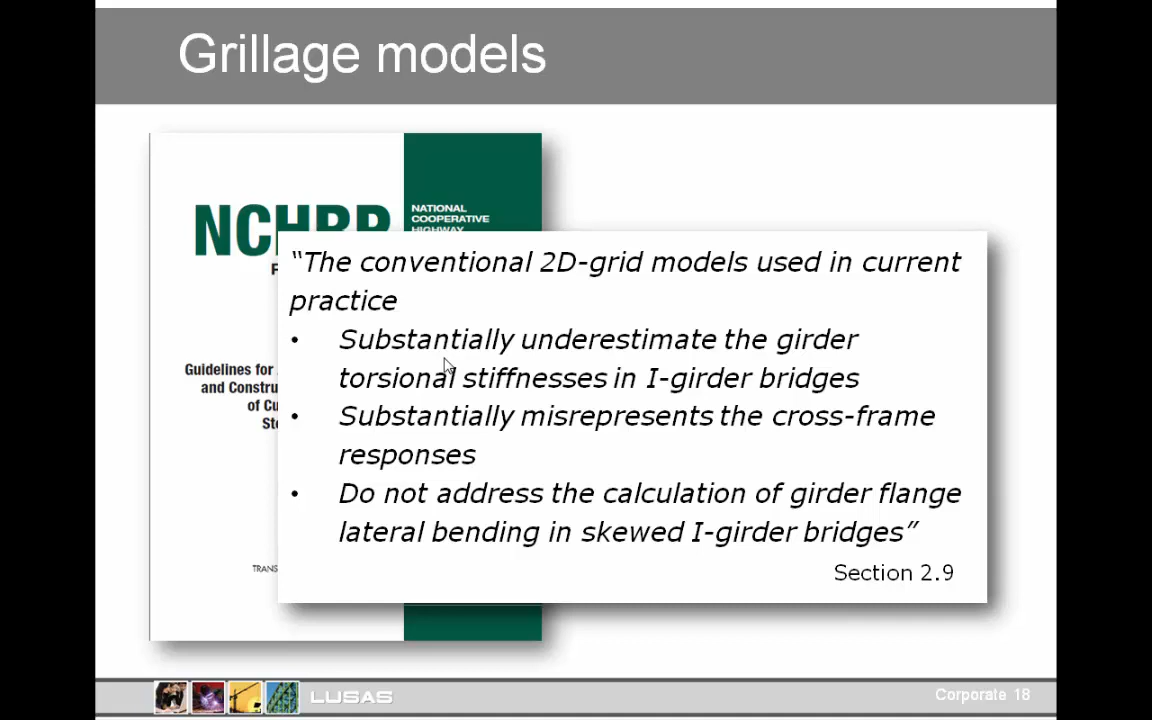 Grillage models
NCHRP
NATIONAL
COOPERATIVE
HIGHWAY
"The conventional 2D-grid models used in current
practice
• Substantially underestimate the girder
torsional stiffnesses in I-girder bridges
• Substantially misrepresents the cross-frame
responses
• Do not address the calculation of girder flange
lateral bending in skewed I-girder bridges”
Section 2.9
Guidelines for
and Constru
of Cu
Ste
TRANS
LUSAS
Corporate 18